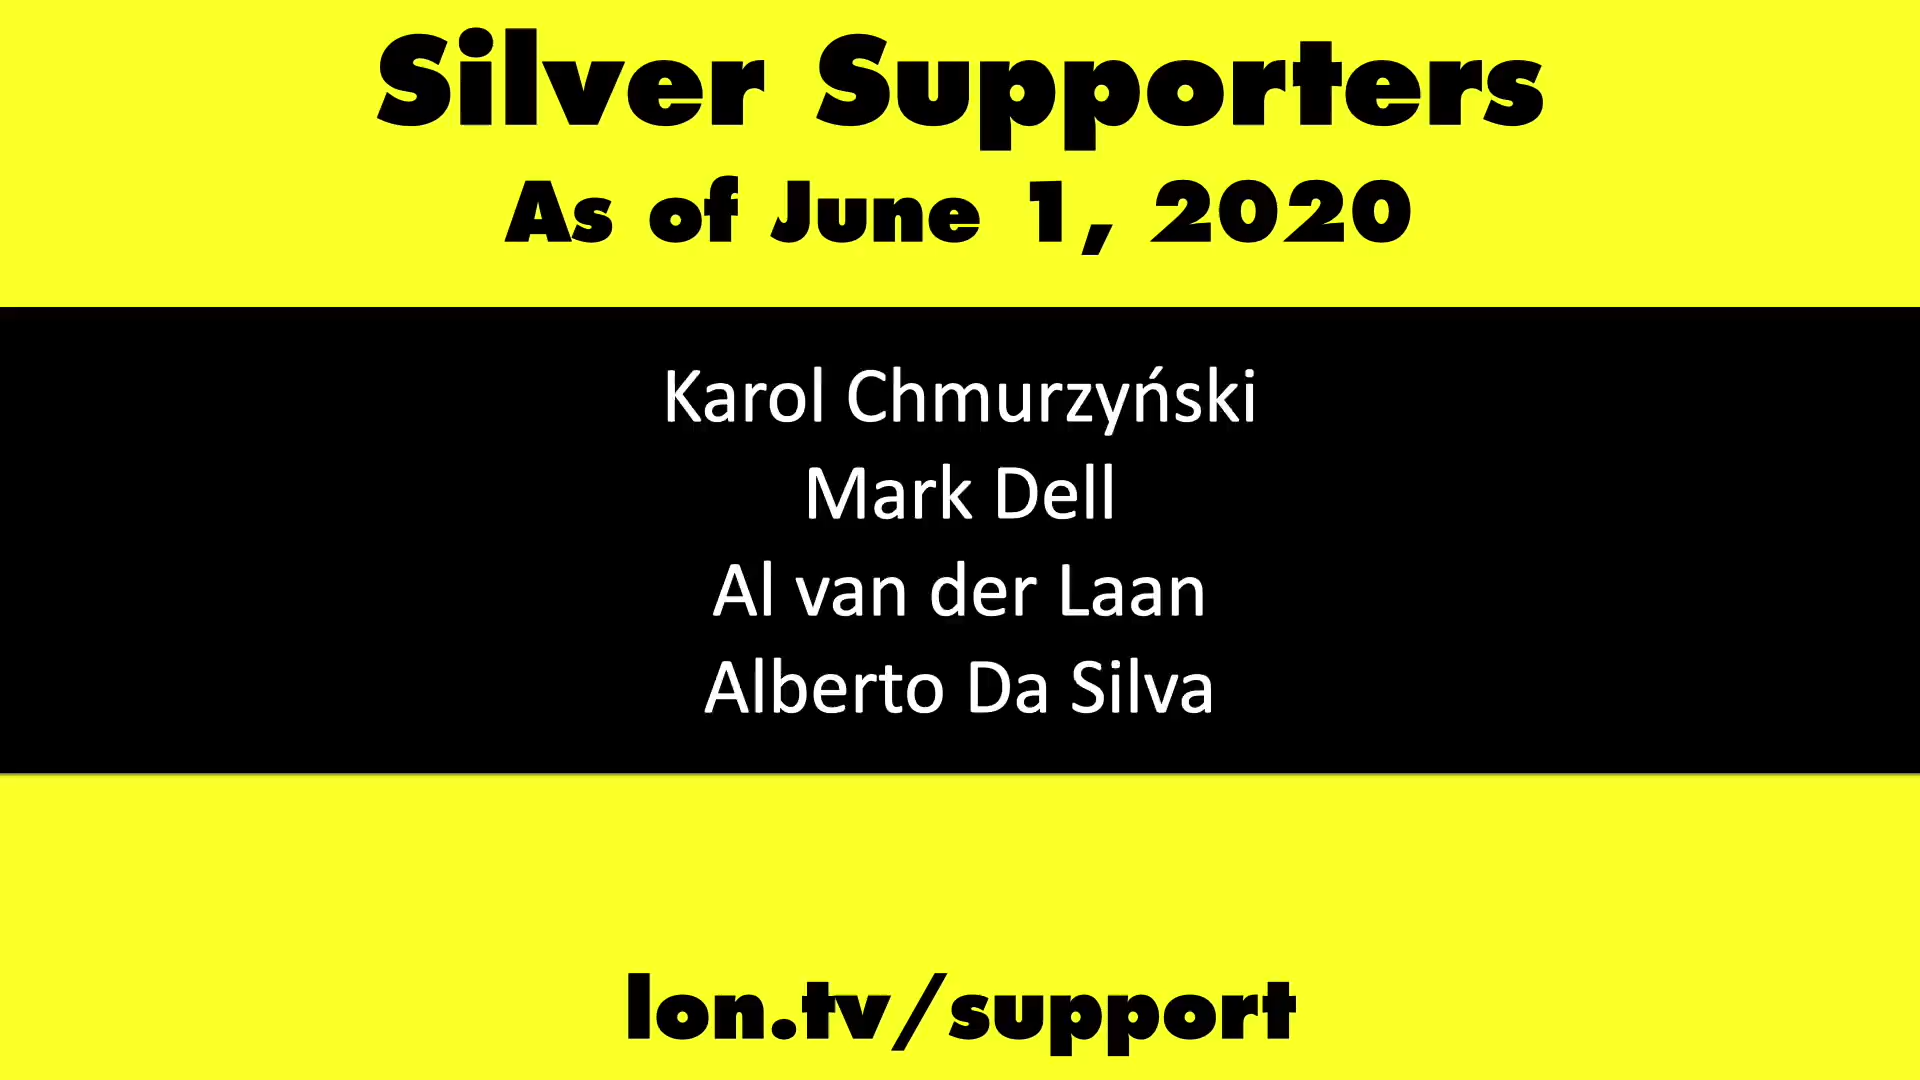 Silver Supporters
As of June 1, 2020
Karol Chmurzyński
Mark Dell
Al van der Laan
Alberto Da Silva
lon.tv/support